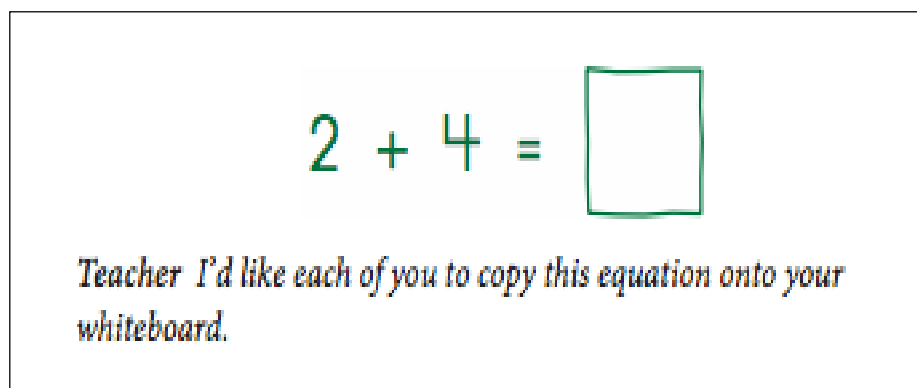 2 + 4 =
Teacher I'd like each of you to copy this equation onto your
whiteboard.